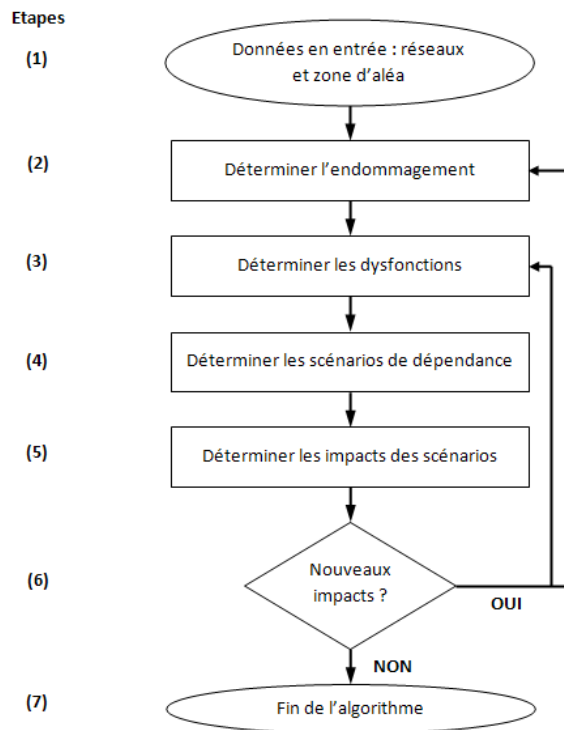 Etapes
(1)
Données en entrée : réseaux
et zone d'aléa
(2)
Déterminer l'endommagement
(3)
Déterminer les dysfonctions
(4)
Déterminer les scénarios de dépendance
(5)
Déterminer les impacts des scénarios
(6)
Nouveaux
impacts ?
OUI
NON
(7)
Fin de l'algorithme